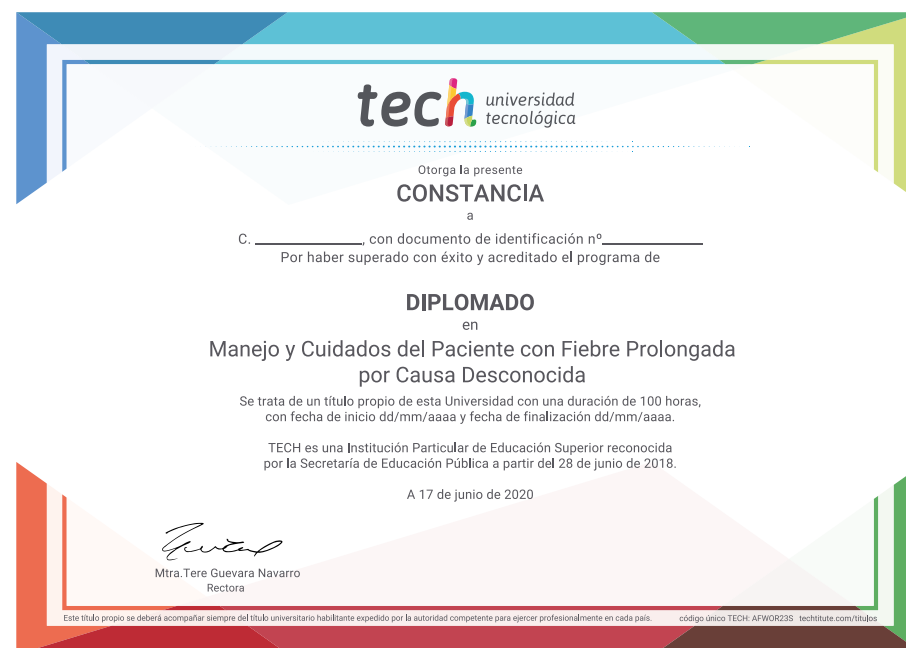 tech universidad
tecnológica
Otorga la presente
CONSTANCIA
a
C. ____________, con documento de identificación nº____________
Por haber superado con éxito y acreditado el programa de
DIPLOMADO
en
Manejo y Cuidados del Paciente con Fiebre Prolongada
por Causa Desconocida
Se trata de un título propio de esta Universidad con una duración de 100 horas,
con fecha de inicio dd/mm/aaaa y fecha de finalización dd/mm/aaaa.
TECH es una Institución Particular de Educación Superior reconocida
por la Secretaría de Educación Pública a partir del 28 de junio de 2018.
A 17 de junio de 2020
Mtra.Tere Guevara Navarro
Rectora
Este título propio se deberá acompañar siempre del título universitario habilitante expedido por la autoridad competente para ejercer profesionalmente en cada país. código único TECH: AFWOR23S techtitute.com/titulos